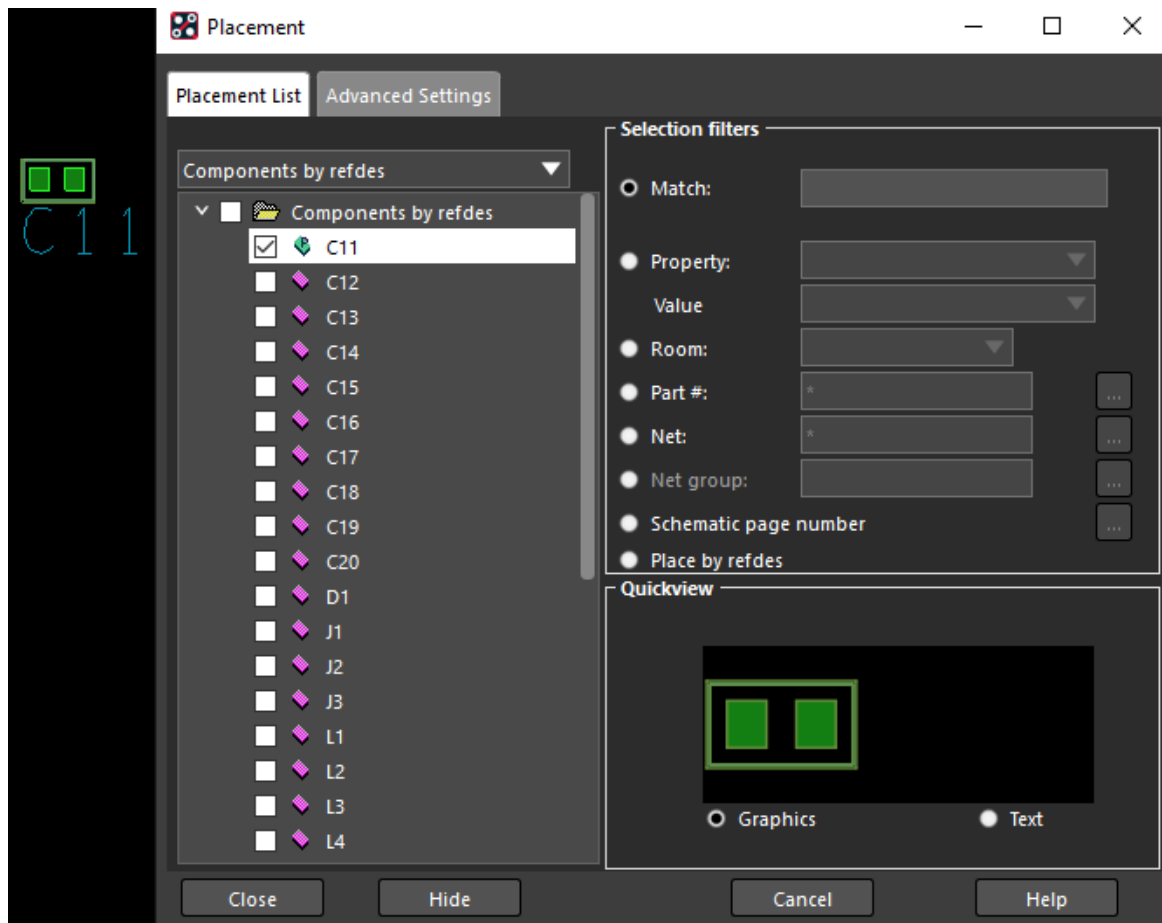 Placement
Placement List
Advanced Settings
Components by refdes
Components by refdes
C11
C12
C13
C14
C15
C16
C17
C18
C19
C20
D1
J1
J2
J3
L1
L2
L3
L4
Selection filters
Match:
Property:
Value
Room:
Part #: *
...
Net: *
...
Net group:
...
Schematic page number
...
Place by refdes
Quickview
Graphics
Text
Close
Hide
Cancel
Help
C11